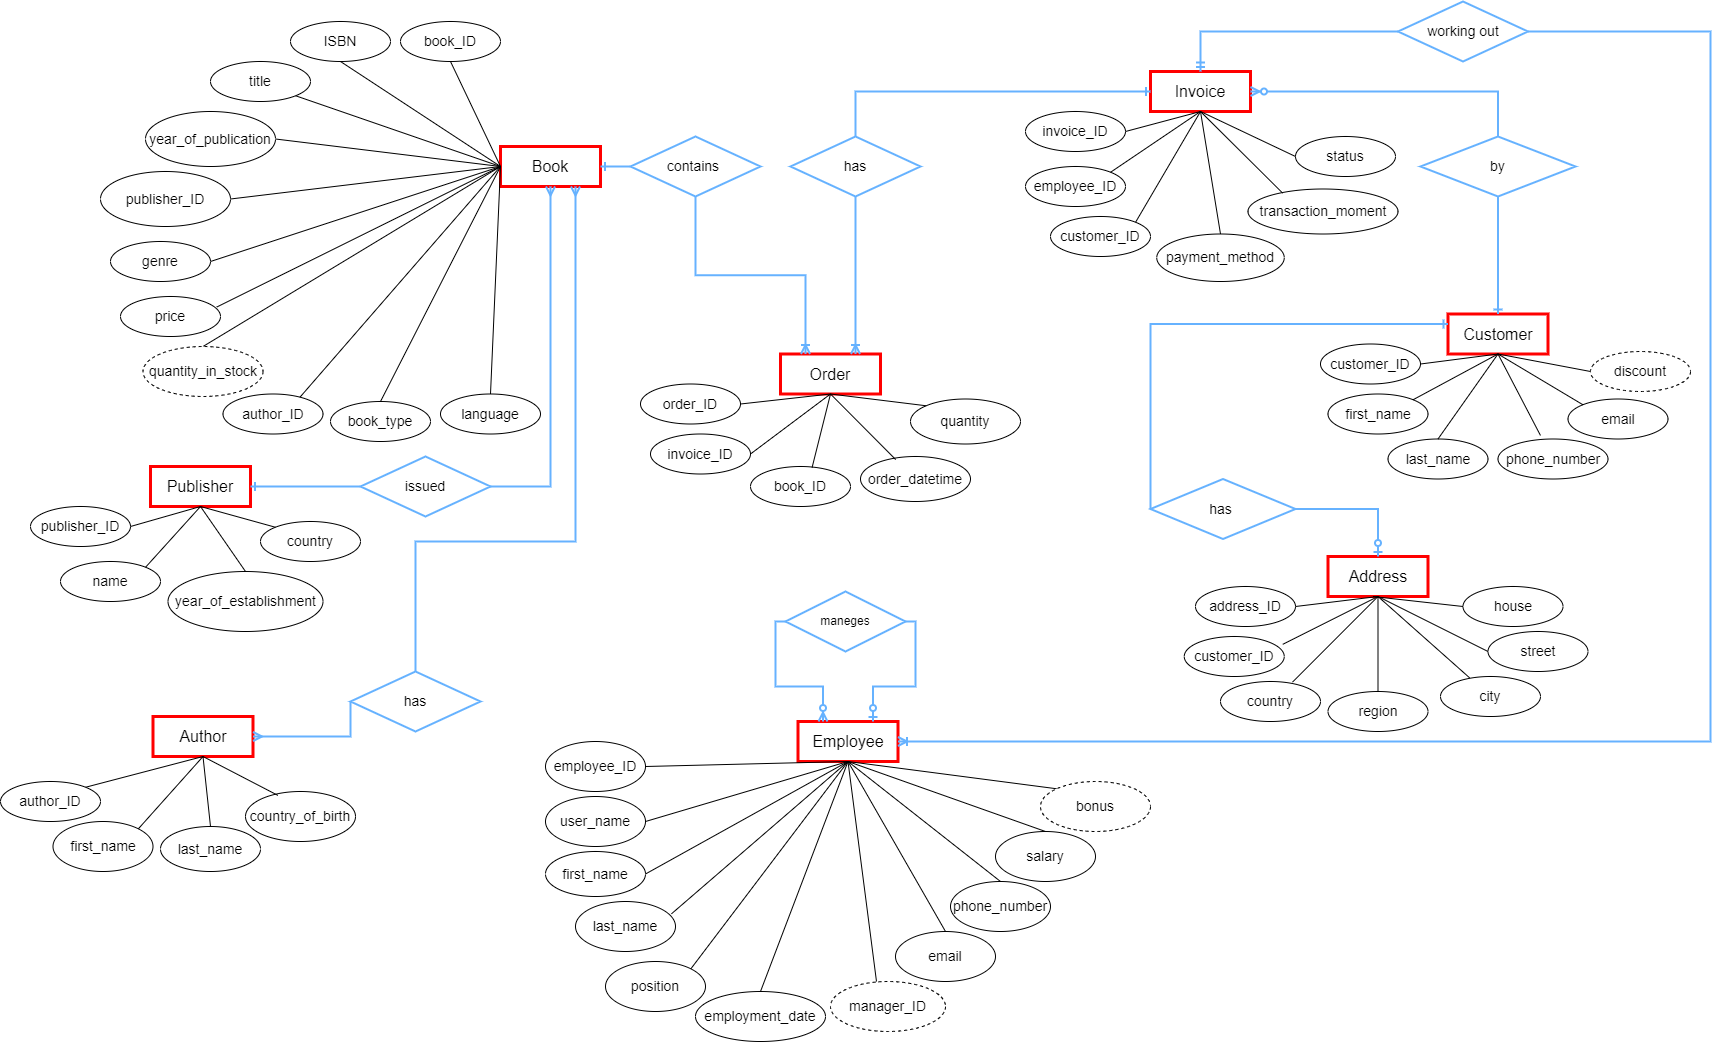 working out
ISBN
book_ID
title
Invoice
year_of_publication
invoice_ID
status
Book
contains
has
by
employee_ID
publisher_ID
transaction_moment
customer_ID
payment_method
genre
price
Customer
quantity_in_stock
Order
customer_ID
discount
order_ID
quantity
first_name
email
author_ID
book_type
language
invoice_ID
last_name
phone_number
book_ID
order_datetime
Publisher
issued
has
publisher_ID
country
name
year_of_establishment
Address
address_ID
house
maneges
customer_ID
street
country
region
city
has
Author
Employee
author_ID
first_name
last_name
country_of_birth
employee_ID
bonus
user_name
salary
first_name
phone_number
last_name
email
position
employment_date
manager_ID